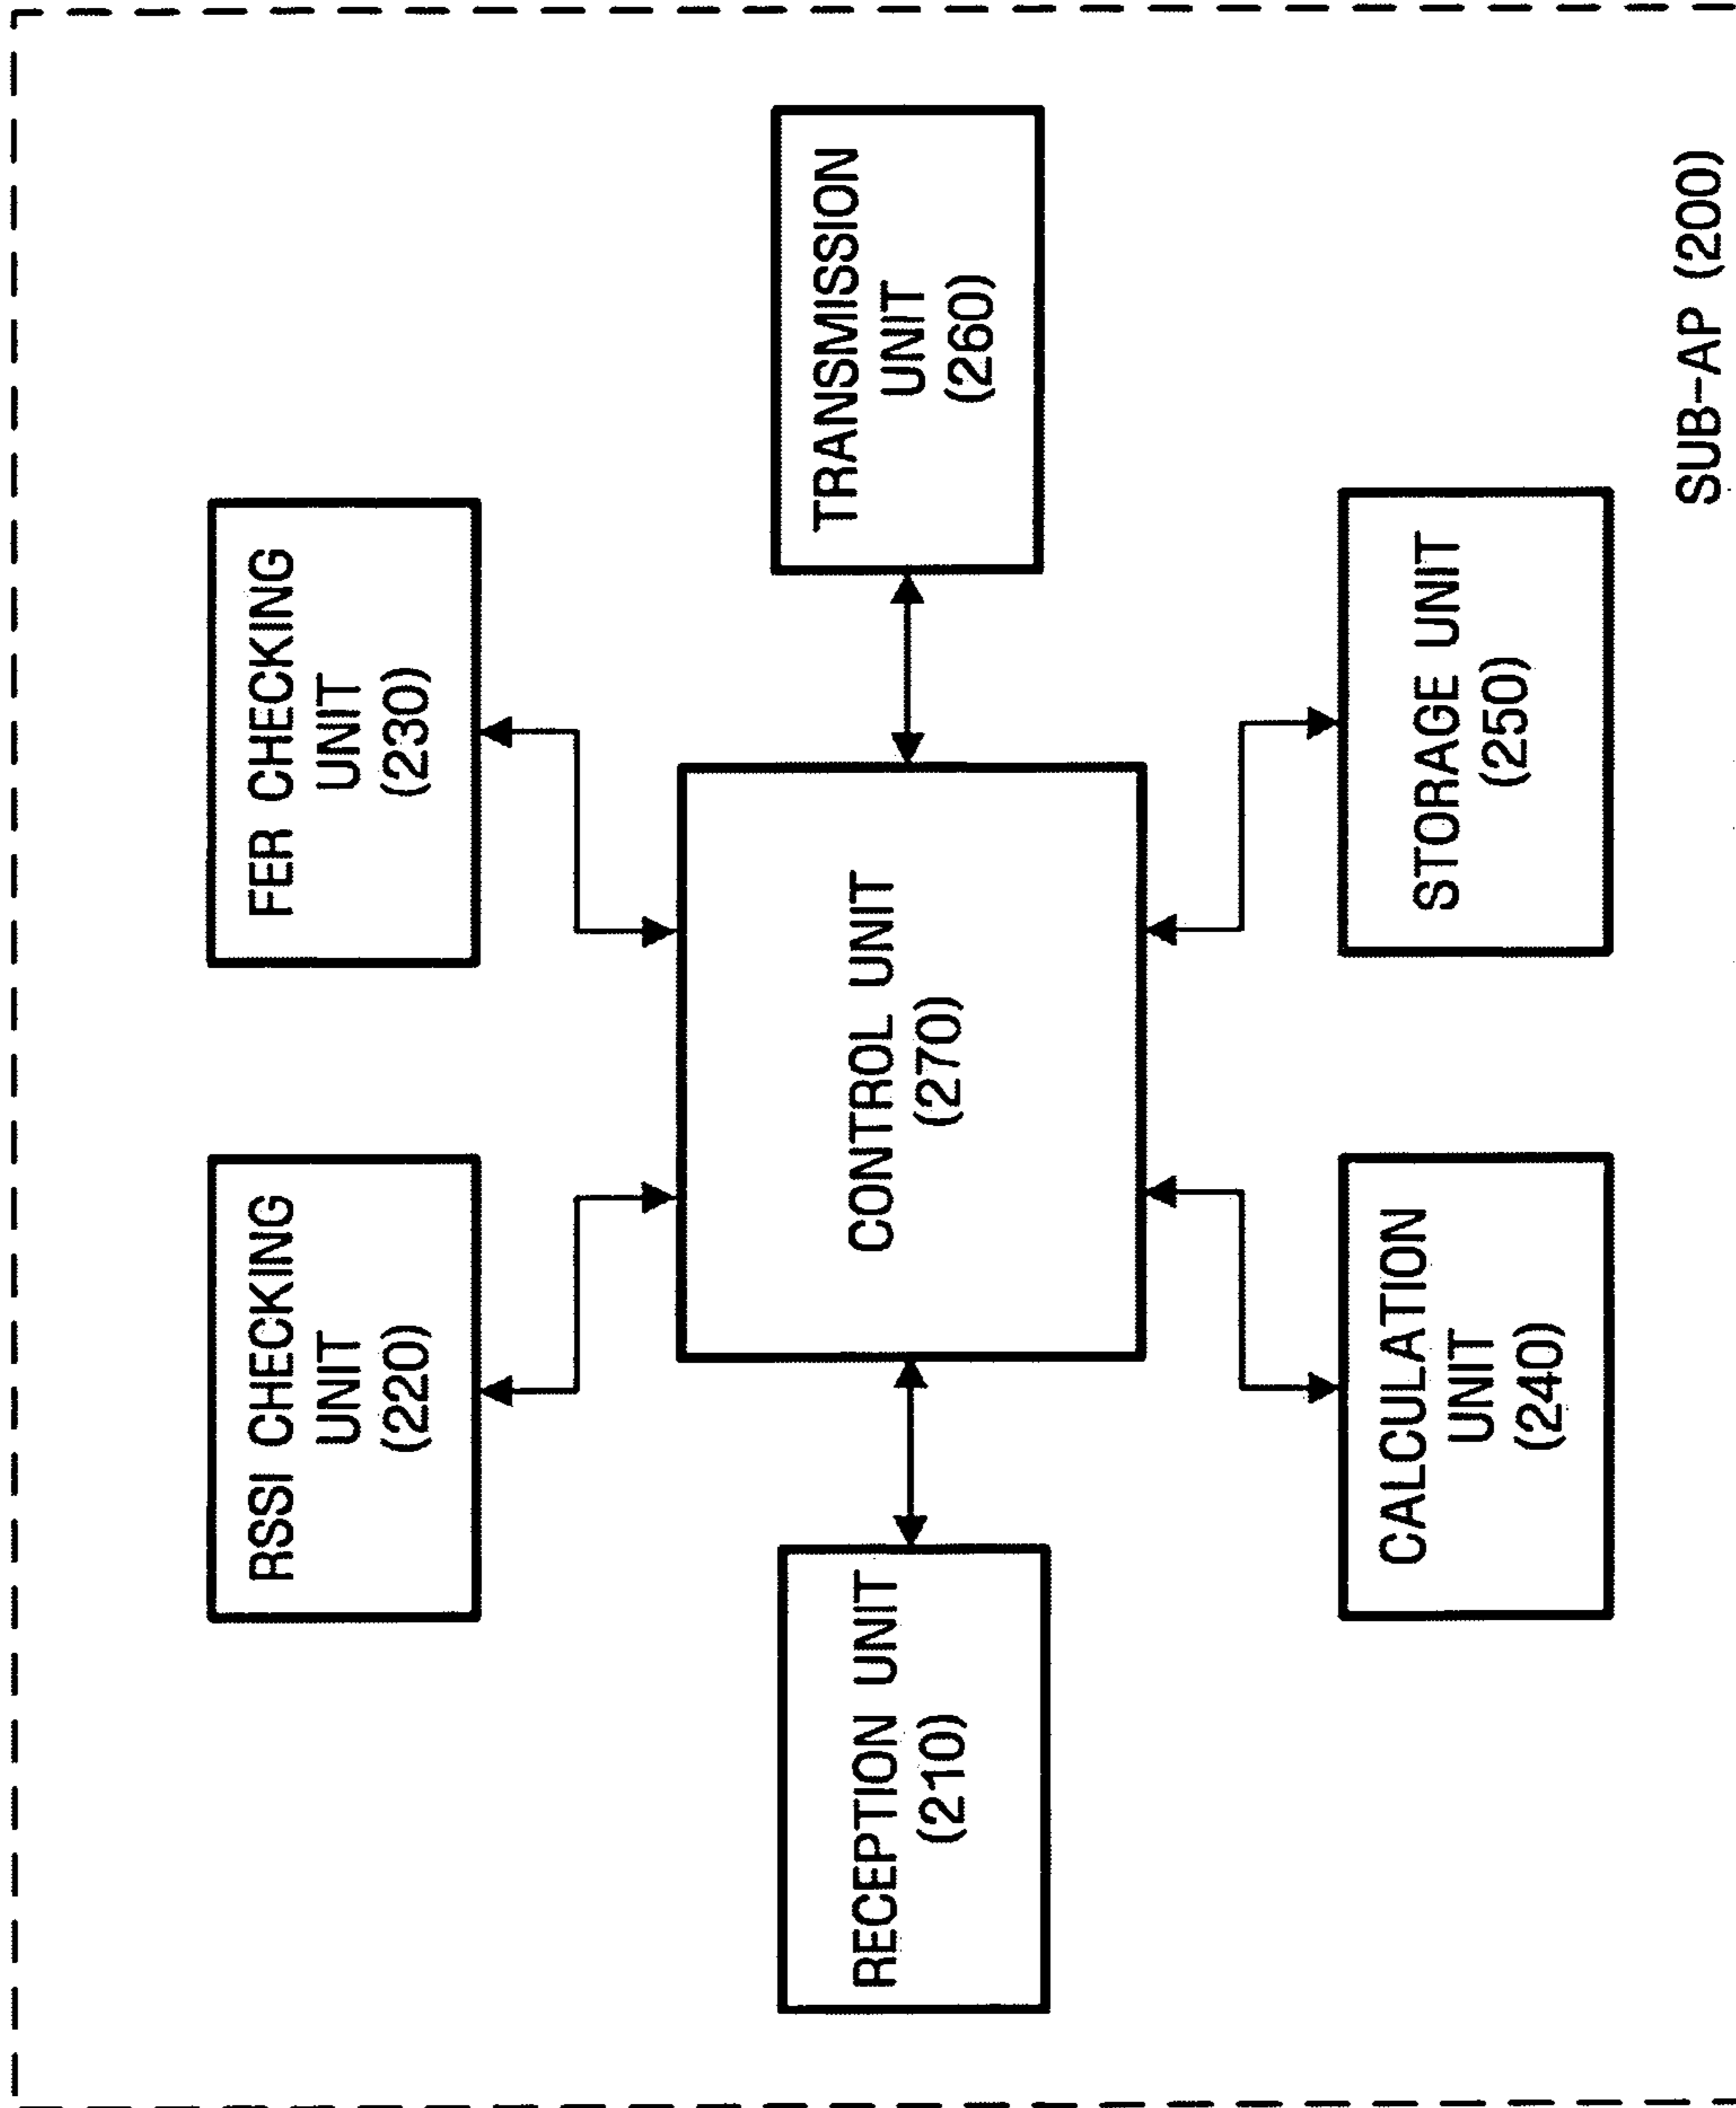 RSSI CHECKING
UNIT
(220)
FER CHECKING
UNIT
(230)
RECEPTION UNIT
(210)
CONTROL UNIT
(270)
TRANSMISSION
UNIT
(260)
CALCULATION
UNIT
(240)
STORAGE UNIT
(250)
SUB-AP (200)